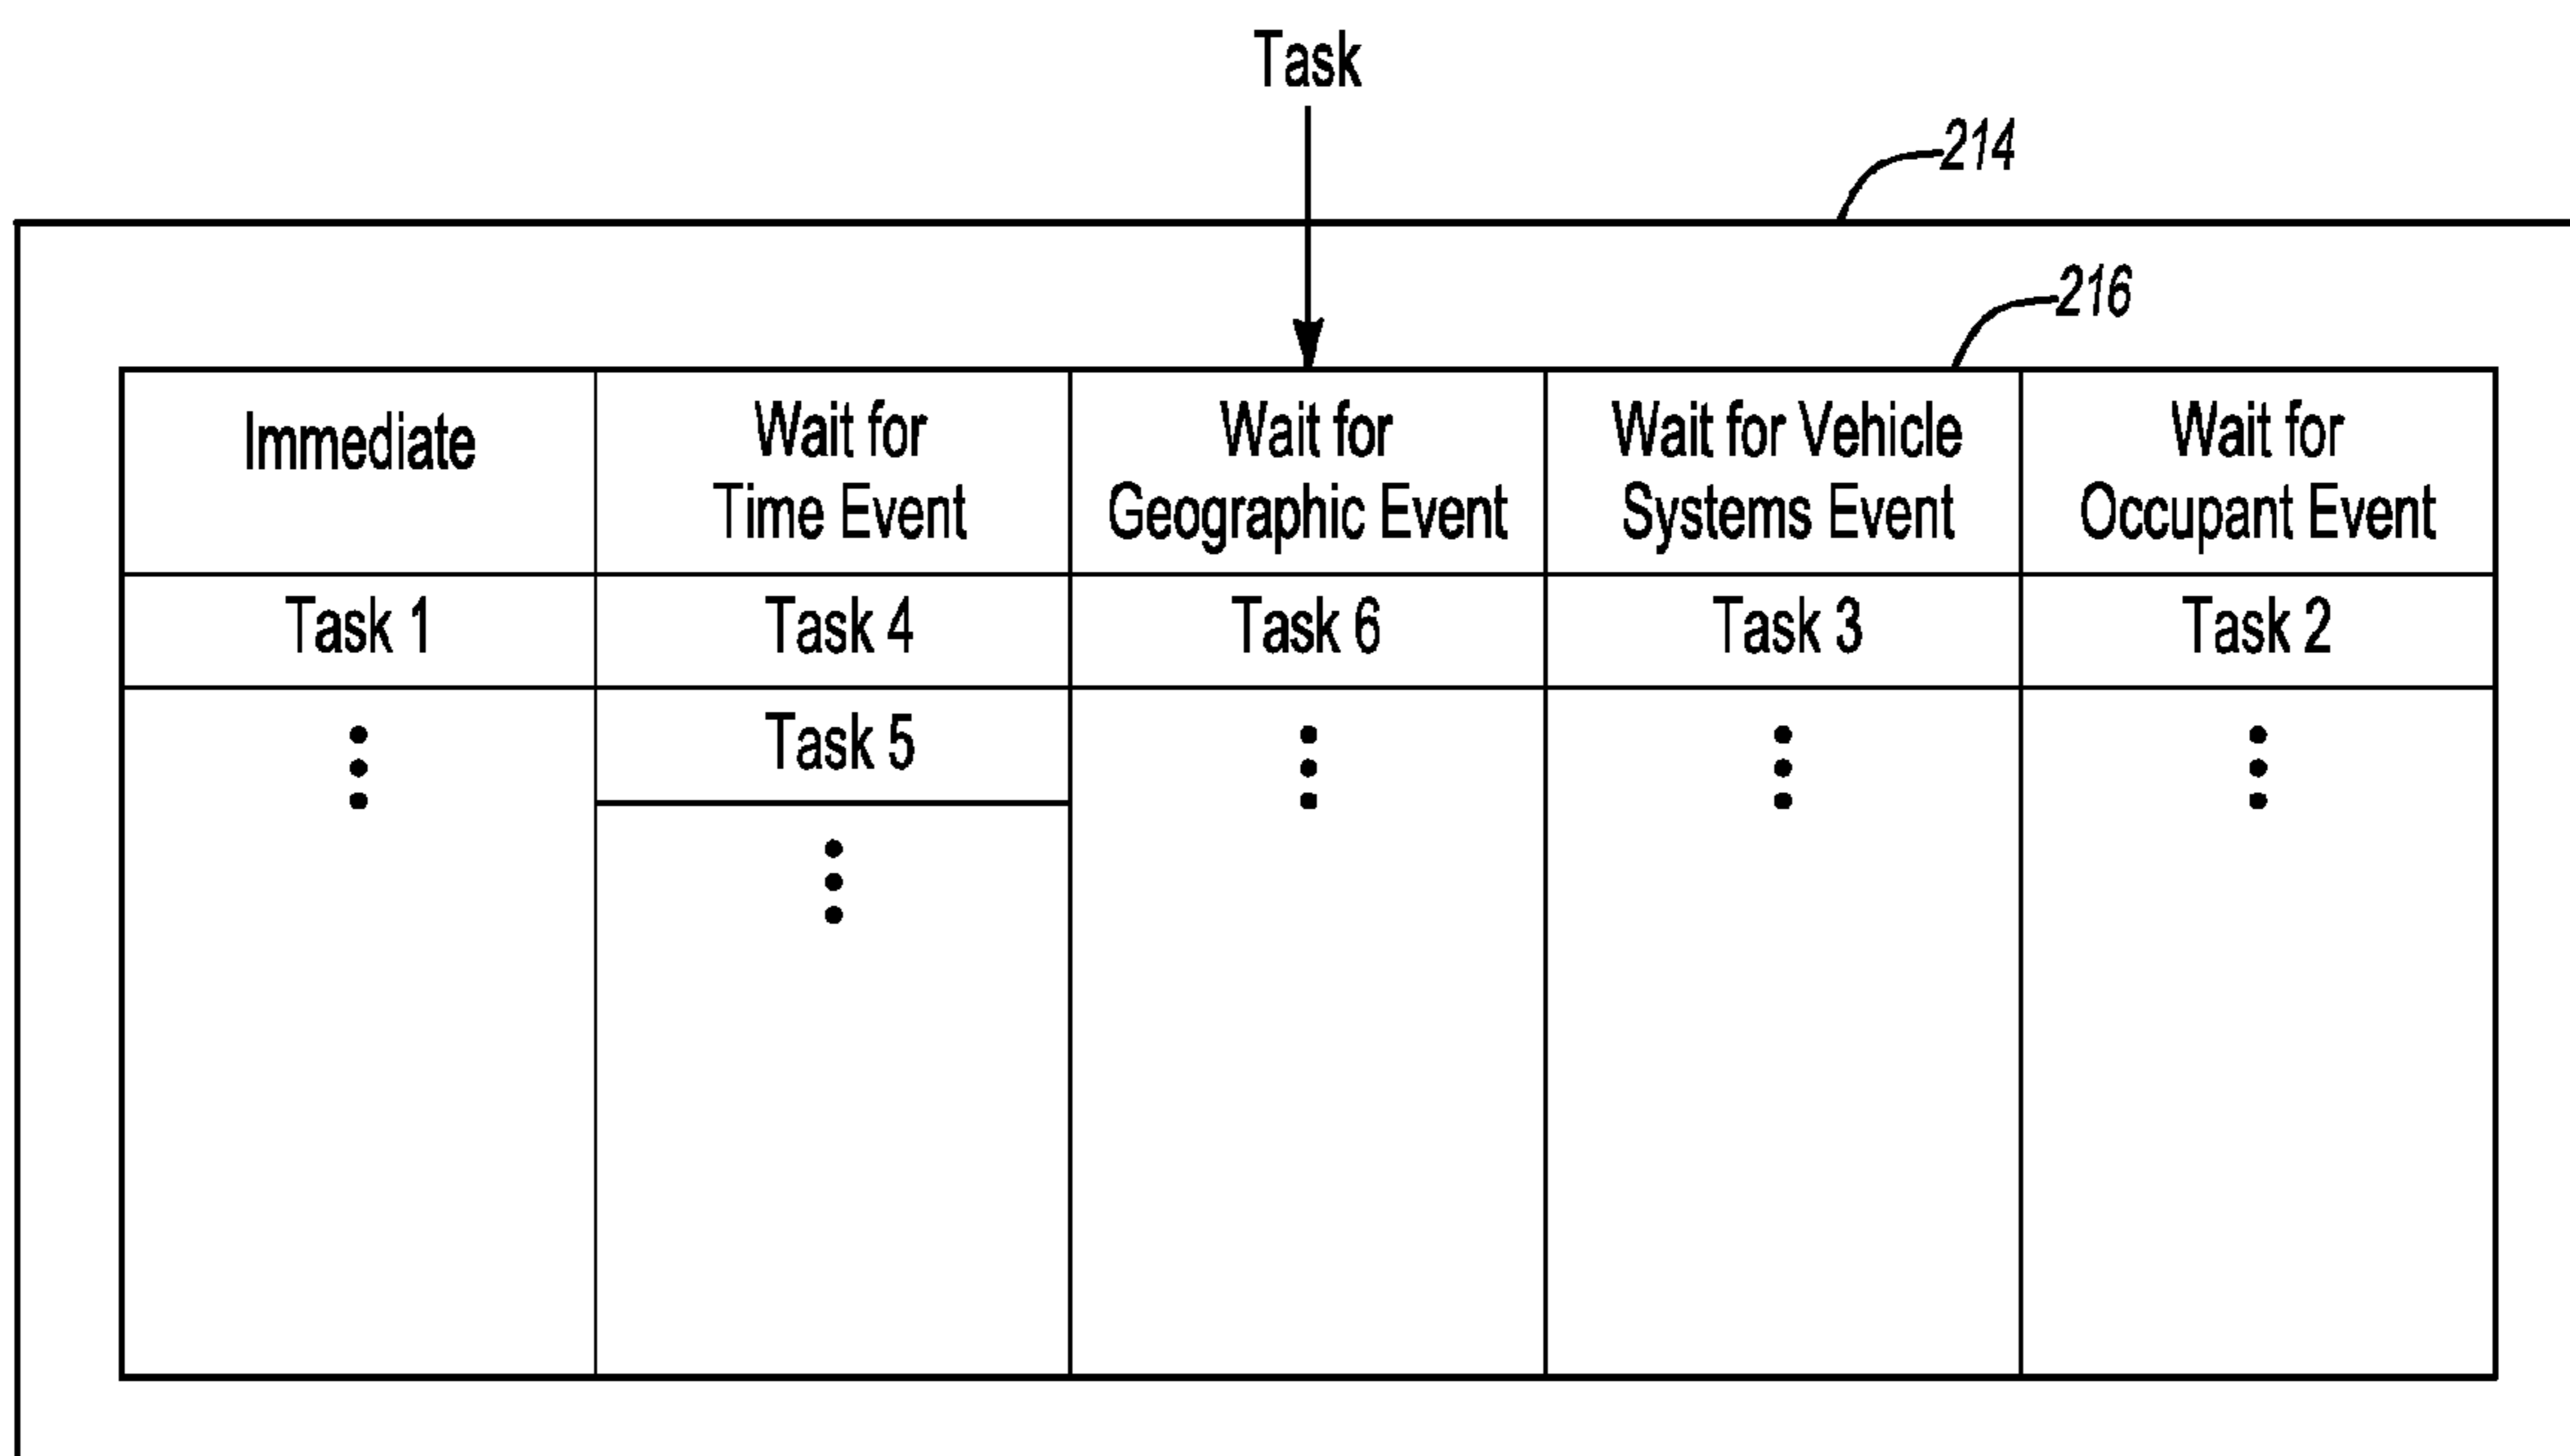 Task
214
216
Immediate
Wait for
Time Event
Wait for
Geographic Event
Wait for Vehicle
Systems Event
Wait for
Occupant Event
Task 1
Task 4
Task 6
Task 3
Task 2
Task 5